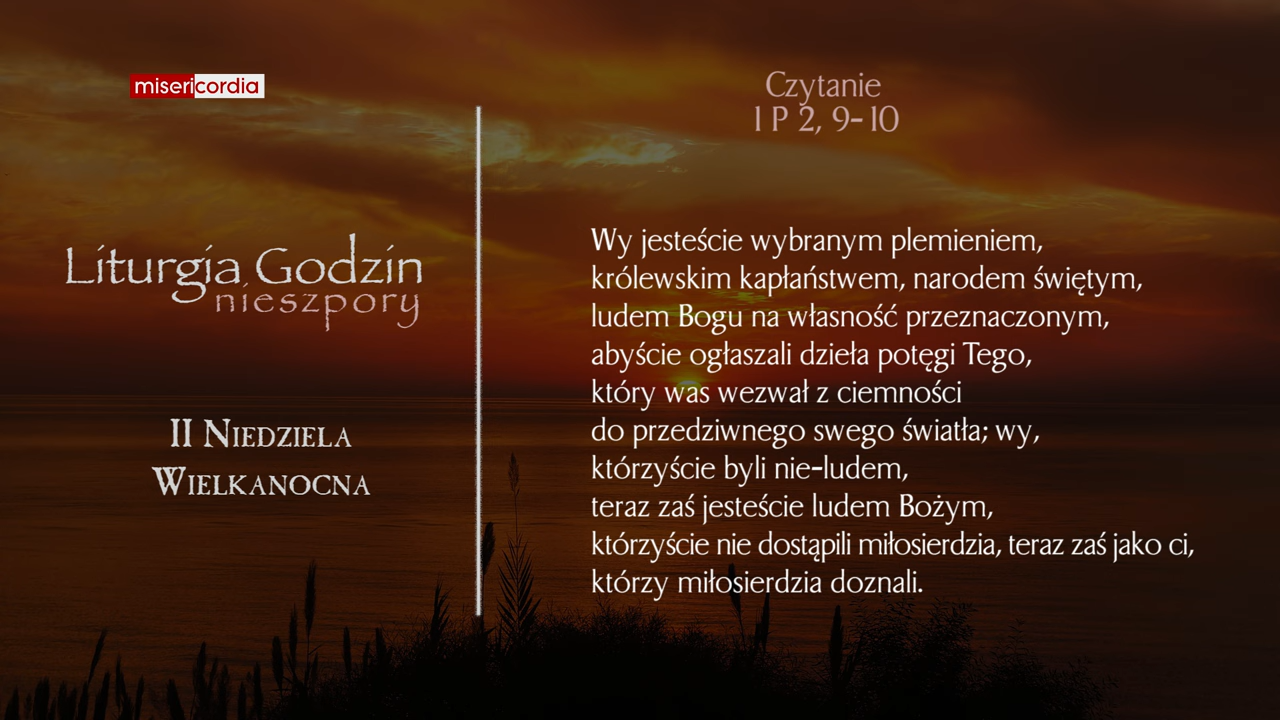 misericordia
Liturgia Godzin
nieszpory
II Niedziela
Wielkanocna
Czytanie
1 P 2, 9-10
Wy jesteście wybranym plemieniem,
królewskim kapłaństwem, narodem świętym,
ludem Bogu na własność przeznaczonym,
abyście ogłaszali dzieła potęgi Tego,
który was wezwał z ciemności
do przedziwnego swego światła; wy,
którzyście byli nie-ludem,
teraz zaś jesteście ludem Bożym,
którzyście nie dostąpili miłosierdzia, teraz zaś jako ci,
którzy miłosierdzia doznali.